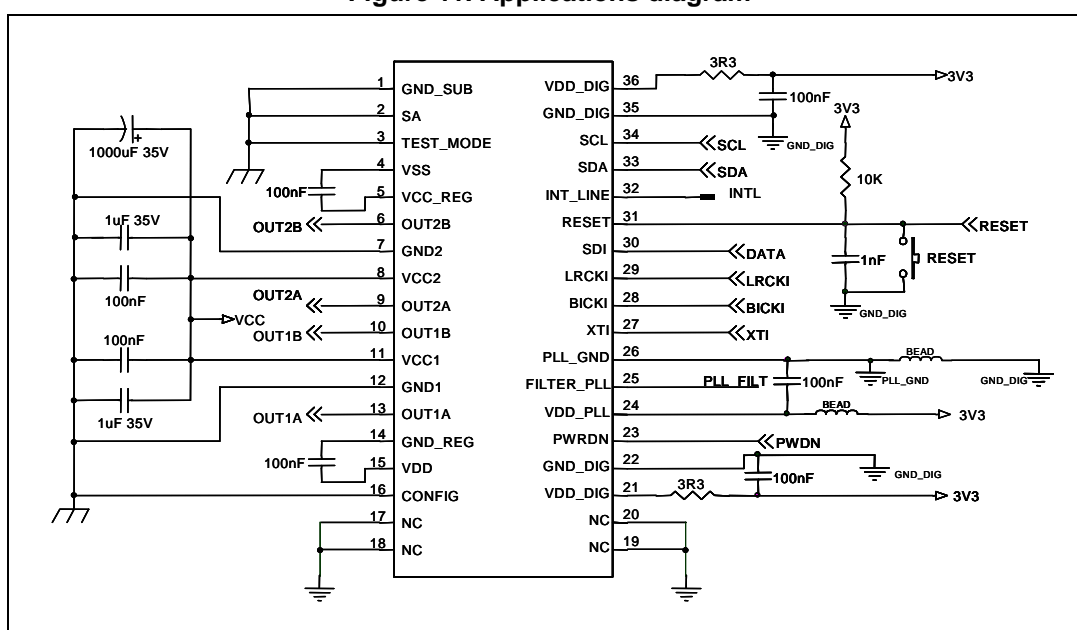 Figure Applications diagram
1 GND_SUB
2 SA
3 TEST_MODE
4 VSS
5 VCC_REG
6 OUT2B
7 GND2
8 VCC2
9 OUT2A
10 OUT1B
11 VCC1
12 GND1
13 OUT1A
14 GND_REG
15 VDD
16 CONFIG
17 NC
18 NC
VDD_DIG 36
GND_DIG 35
SCL 34
SDA 33
INT_LINE 32
RESET 31
SDI 30
LRCKI 29
BICKI 28
XTI 27
PLL_GND 26
FILTER_PLL 25
VDD_PLL 24
PWRDN 23
GND_DIG 22
VDD_DIG 21
NC 20
NC 19
+
1000uF 35V
100nF
OUT2B
1uF 35V
100nF
OUT2A
VCC
OUT1B
100nF
1uF 35V
OUT1A
100nF
3R3
3V3
100nF
GND_DIG
3V3
SCL
SDA
10K
INTL
RESET
DATA
1nF
RESET
LRCKI
BICKI
GND_DIG
XTI
BEAD
PLL_FILT
100nF
PLL_GND
GND_DIG
BEAD
3V3
PWDN
100nF
GND_DIG
3R3
3V3